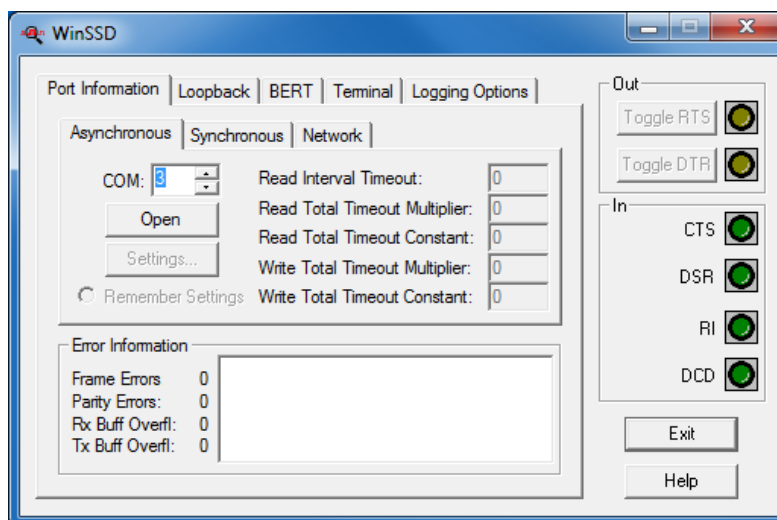 WinSSD
Port Information Loopback BERT Terminal Logging Options
Asynchronous Synchronous Network
COM: 3
Open
Settings...
Remember Settings
Read Interval Timeout: 0
Read Total Timeout Multiplier: 0
Read Total Timeout Constant: 0
Write Total Timeout Multiplier: 0
Write Total Timeout Constant: 0
Error Information
Frame Errors 0
Parity Errors: 0
Rx Buff Overfl: 0
Tx Buff Overfl: 0
Out
Toggle RTS
Toggle DTR
In
CTS
DSR
RI
DCD
Exit
Help